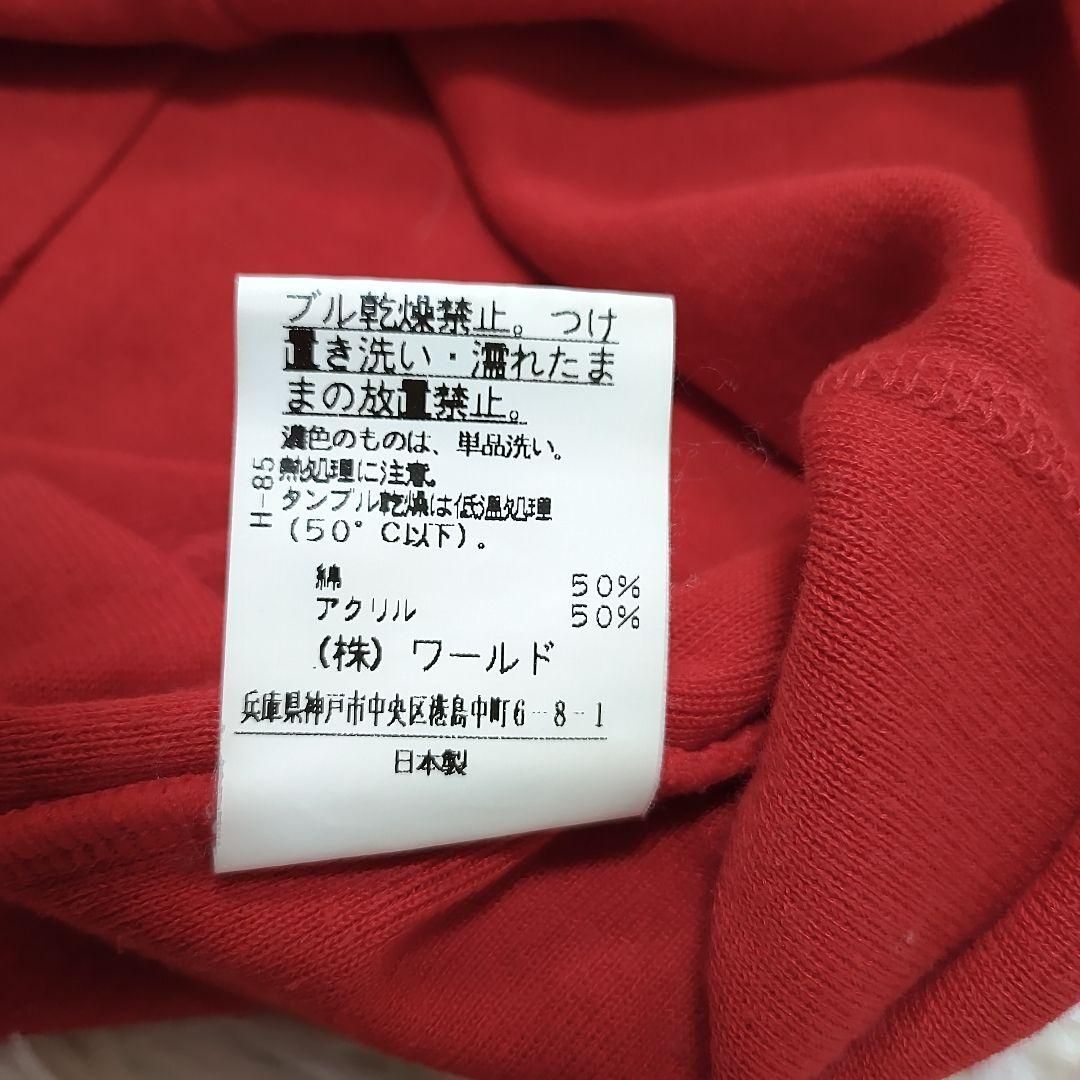 ブル乾燥禁止。つけ
置き洗い・濡れたま
まの放置禁止。
濃色のものは、単品洗い。
熱処理に注意。
タンブル乾燥は低温処理
(50°C以下)。
H-85
綿 50%
アクリル 50%
(株) ワールド
兵庫県神戸市中央区港島中町6-8-1
日本製